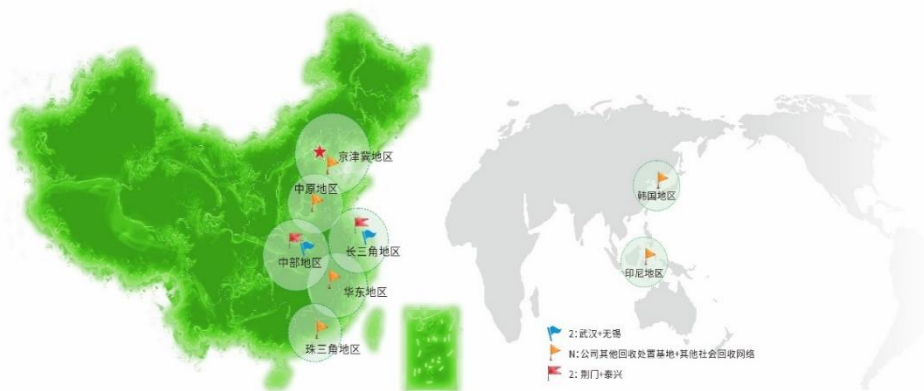 京津冀地区
中原地区
长三角地区
中部地区
华东地区
珠三角地区
韩国地区
印尼地区
2：武汉+无锡
N：公司其他回收处置基地+其他社会回收网络
2：荆门+泰兴